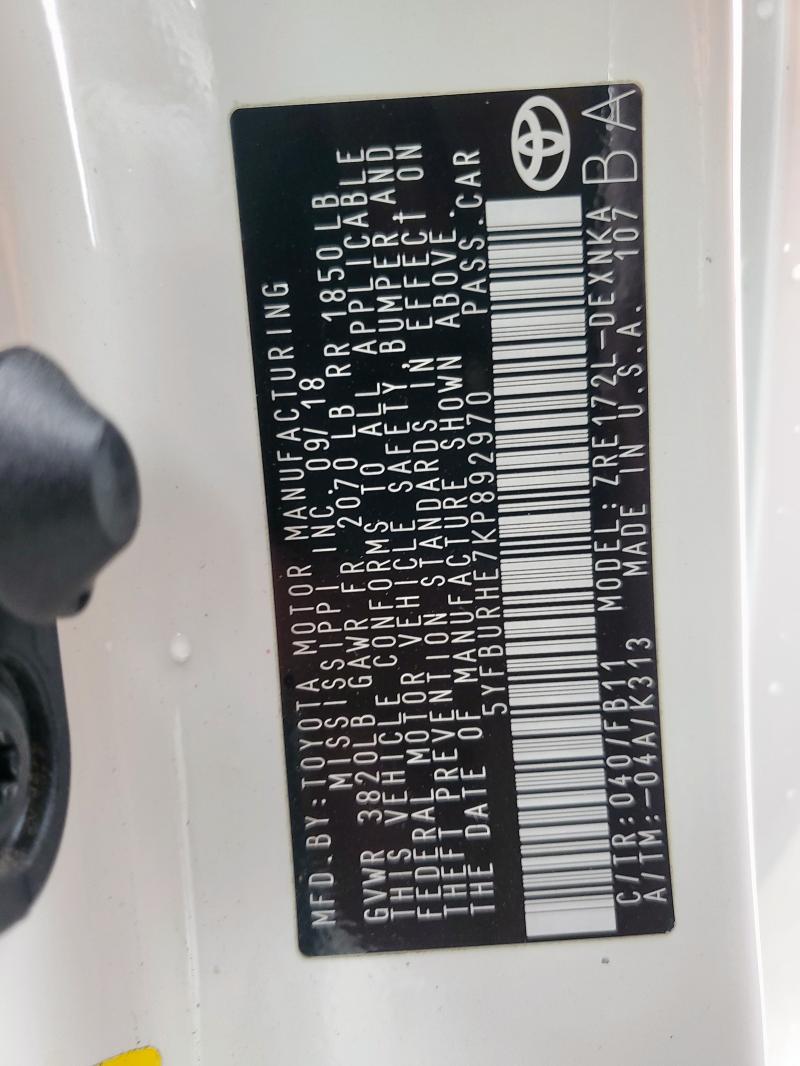 MFD.BY:TOYOTA MOTOR MANUFACTURING
MISSISSIPPI INC.09/18
GVWR 3820LB GAWR FR 2070LB RR 1850LB
THIS VEHICLE CONFORMS TO ALL APPLICABLE
FEDERAL MOTOR VEHICLE SAFETY, BUMPER, AND
THEFT PREVENTION STANDARDS IN EFFECT ON
THE DATE OF MANUFACTURE SHOWN ABOVE.
5YFBURHE7KP892970 PASS.CAR
C/TR:040/FB11 MODEL:ZRE172L-DEXNKA
A/TM:-04A/K313 MADE IN U.S.A. 107 BA